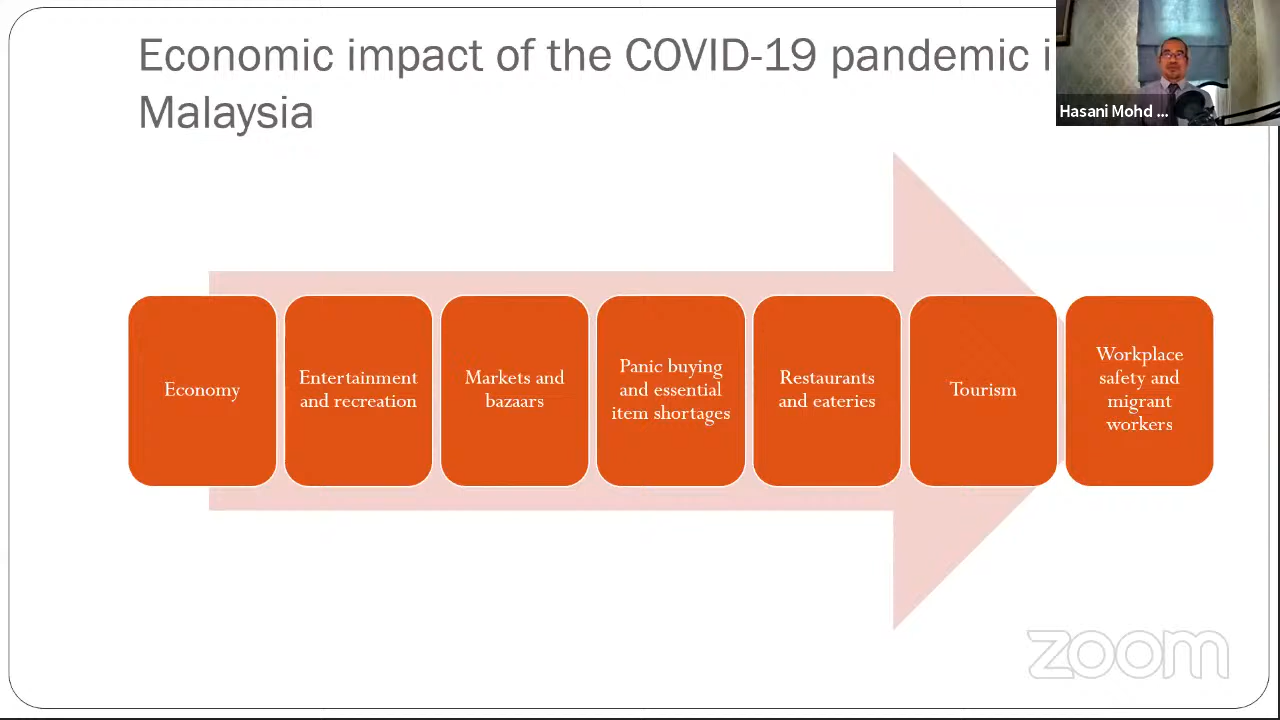 Economic impact of the COVID-19 pandemic i
Malaysia
Hasani Mohd ...
Economy
Entertainment
and recreation
Markets and
bazaars
Panic buying
and essential
item shortages
Restaurants
and eateries
Tourism
Workplace
safety and
migrant
workers
zoom